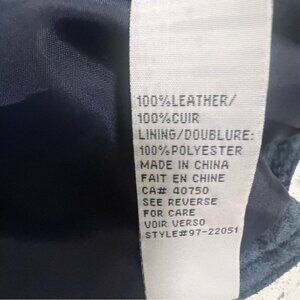 100%LEATHER/
100%CUIR
LINING/DOUBLURE:
100%POLYESTER
MADE IN CHINA
FAIT EN CHINE
CA# 40750
SEE REVERSE
FOR CARE
VOIR VERSO
STYLE#97-22051